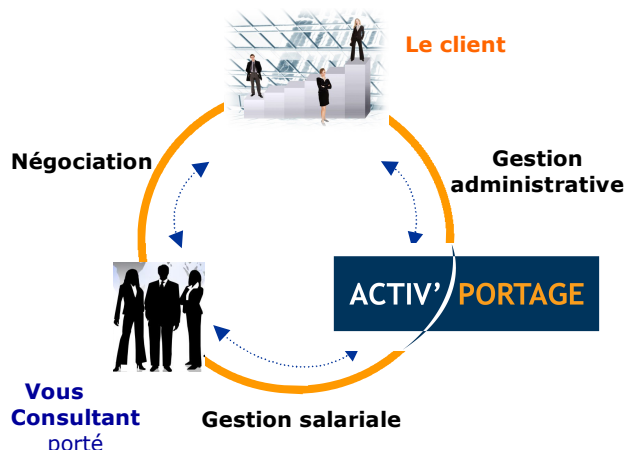 Le client
Négociation
Gestion
administrative
ACTIV' PORTAGE
Vous
Consultant
porté
Gestion salariale